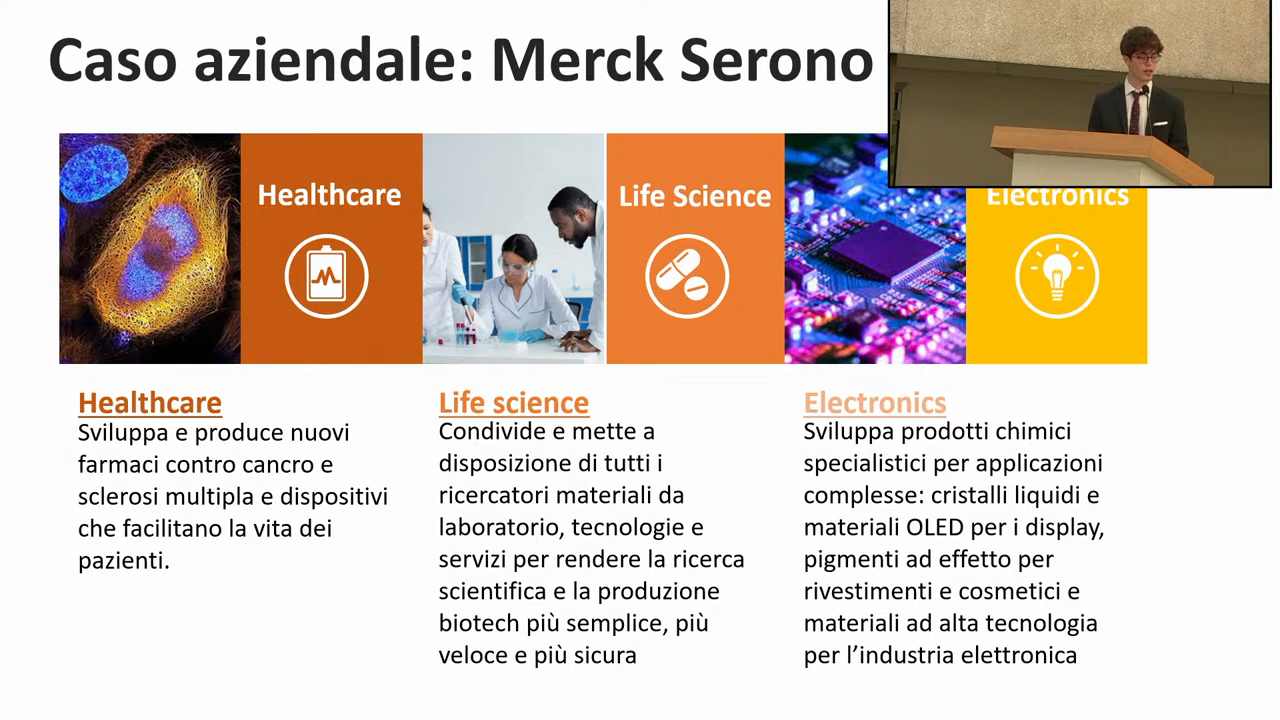 Caso aziendale: Merck Serono
Healthcare
Life Science
Electronics
Healthcare
Sviluppa e produce nuovi
farmaci contro cancro e
sclerosi multipla e dispositivi
che facilitano la vita dei
pazienti.
Life science
Condivide e mette a
disposizione di tutti i
ricercatori materiali da
laboratorio, tecnologie e
servizi per rendere la ricerca
scientifica e la produzione
biotech più semplice, più
veloce e più sicura
Electronics
Sviluppa prodotti chimici
specialistici per applicazioni
complesse: cristalli liquidi e
materiali OLED per i display,
pigmenti ad effetto per
rivestimenti e cosmetici e
materiali ad alta tecnologia
per l’industria elettronica